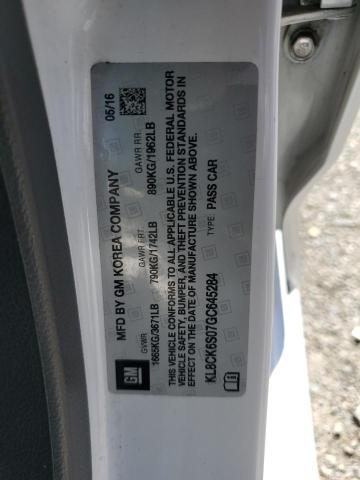 GM
MFD BY GM KOREA COMPANY 05/16
GVWR GAWR FRT GAWR RR
1665KG/3671LB 790KG/1742LB 890KG/1962LB
THIS VEHICLE CONFORMS TO ALL APPLICABLE U.S. FEDERAL MOTOR
VEHICLE SAFETY, BUMPER, AND THEFT PREVENTION STANDARDS IN
EFFECT ON THE DATE OF MANUFACTURE SHOWN ABOVE.
KL8CK6S07GC645284 TYPE: PASS CAR